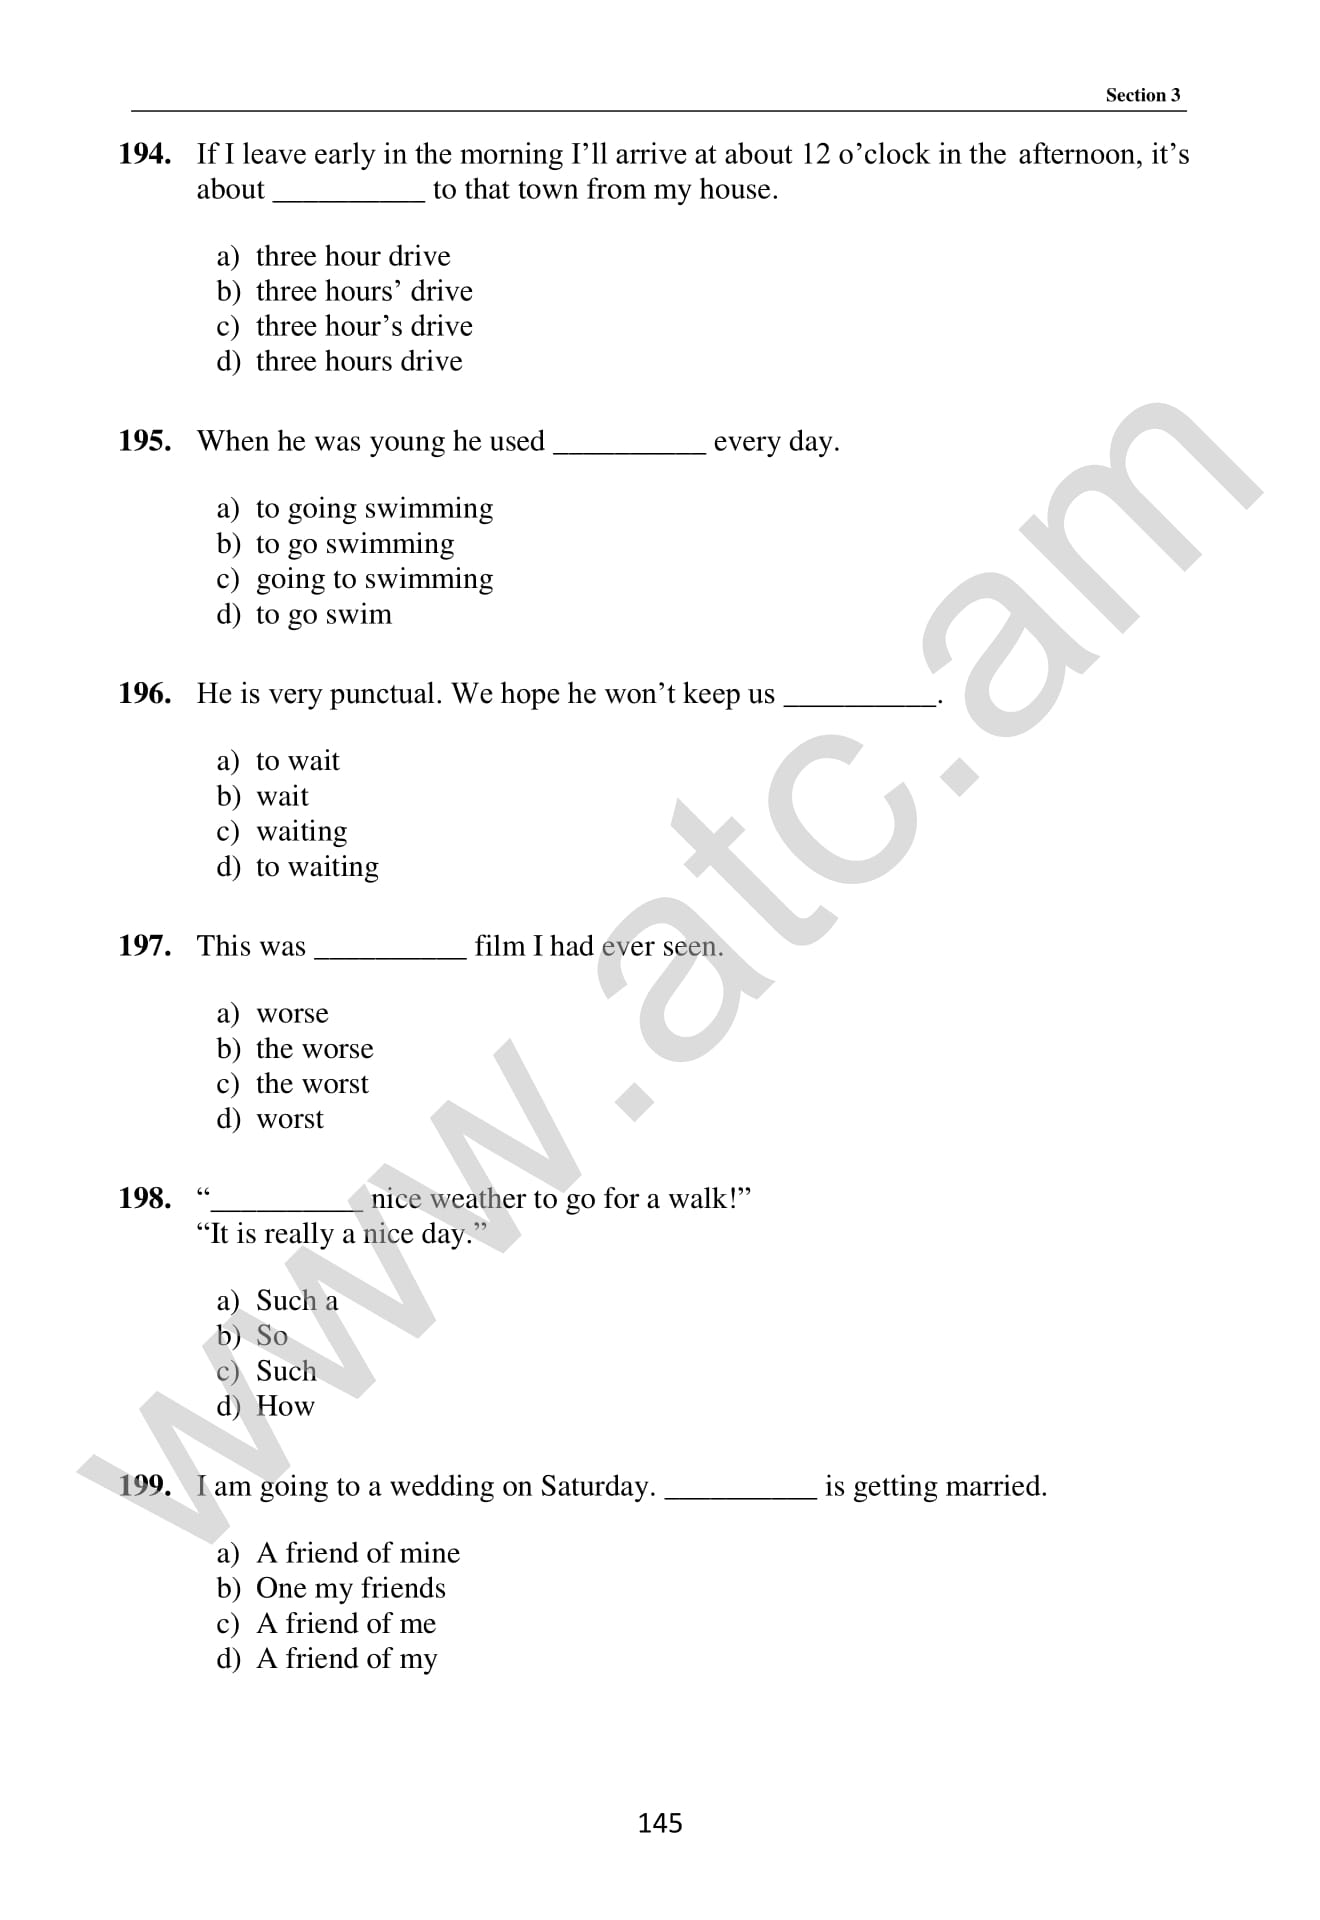 Section 3
194. If I leave early in the morning I’ll arrive at about 12 o’clock in the afternoon, it’s
about __________ to that town from my house.
a) three hour drive
b) three hours’ drive
c) three hour’s drive
d) three hours drive
195. When he was young he used __________ every day.
a) to going swimming
b) to go swimming
c) going to swimming
d) to go swim
196. He is very punctual. We hope he won’t keep us __________.
a) to wait
b) wait
c) waiting
d) to waiting
197. This was __________ film I had ever seen.
a) worse
b) the worse
c) the worst
d) worst
198. “__________ nice weather to go for a walk!”
“It is really a nice day.”
a) Such a
b) So
c) Such
d) How
199. I am going to a wedding on Saturday. __________ is getting married.
a) A friend of mine
b) One my friends
c) A friend of me
d) A friend of my
145
www.atc.am